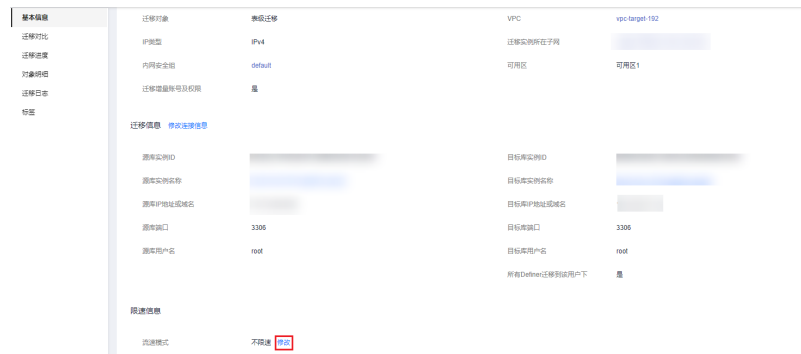 基本信息
迁移对比
迁移进度
对象明细
迁移日志
标签
迁移对象 表级迁移 VPC vpc-target-192
IP类型 IPv4 迁移实例所在子网
内网安全组 default 可用区 可用区1
迁移增量账号及权限 是
迁移信息 修改连接信息
源库实例ID 目标库实例ID
源库实例名称 目标库实例名称
源库IP地址或域名 目标库IP地址或域名
源库端口 3306 目标库端口 3306
源库用户名 root 目标库用户名 root
所有Definer迁移到该用户下 是
限速信息
流速模式 不限速 修改